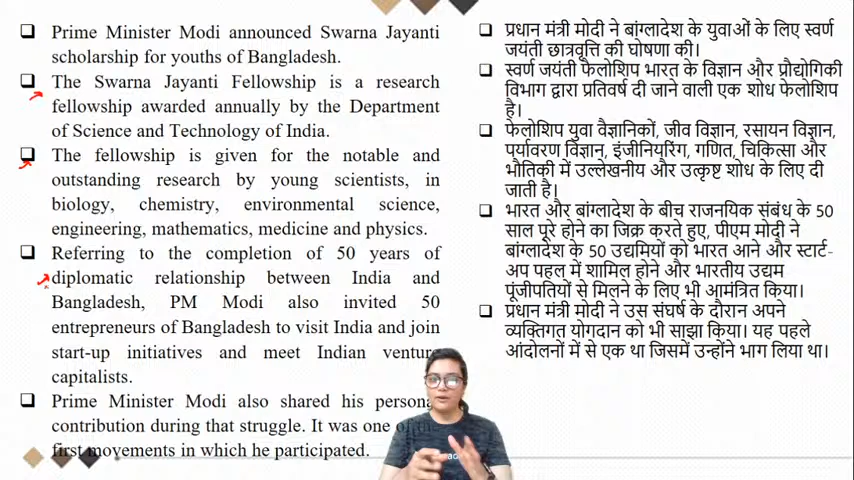 Prime Minister Modi announced Swarna Jayanti
scholarship for youths of Bangladesh.
The Swarna Jayanti Fellowship is a research
fellowship awarded annually by the Department
of Science and Technology of India.
The fellowship is given for the notable and
outstanding research by young scientists, in
biology, chemistry, environmental science,
engineering, mathematics, medicine and physics.
Referring to the completion of 50 years of
diplomatic relationship between India and
Bangladesh, PM Modi also invited 50
entrepreneurs of Bangladesh to visit India and join
start-up initiatives and meet Indian venture
capitalists.
Prime Minister Modi also shared his personal
contribution during that struggle. It was one of the
first movements in which he participated.
प्रधान मंत्री मोदी ने बांग्लादेश के युवाओं के लिए स्वर्ण
जयंती छात्रवृत्ति की घोषणा की।
स्वर्ण जयंती फेलोशिप भारत के विज्ञान और प्रौद्योगिकी
विभाग द्वारा प्रतिवर्ष दी जाने वाली एक शोध फेलोशिप
है।
फेलोशिप युवा वैज्ञानिकों, जीव विज्ञान, रसायन विज्ञान,
पर्यावरण विज्ञान, इंजीनियरिंग, गणित, चिकित्सा और
भौतिकी में उल्लेखनीय और उत्कृष्ट शोध के लिए दी
जाती है।
भारत और बांग्लादेश के बीच राजनयिक संबंध के 50
साल पूरे होने का जिक्र करते हुए, पीएम मोदी ने
बांग्लादेश के 50 उद्यमियों को भारत आने और स्टार्ट-
अप पहल में शामिल होने और भारतीय उद्यम
पूंजीपतियों से मिलने के लिए भी आमंत्रित किया।
प्रधान मंत्री मोदी ने उस संघर्ष के दौरान अपने
व्यक्तिगत योगदान को भी साझा किया। यह पहले
आंदोलनों में से एक था जिसमें उन्होंने भाग लिया था।